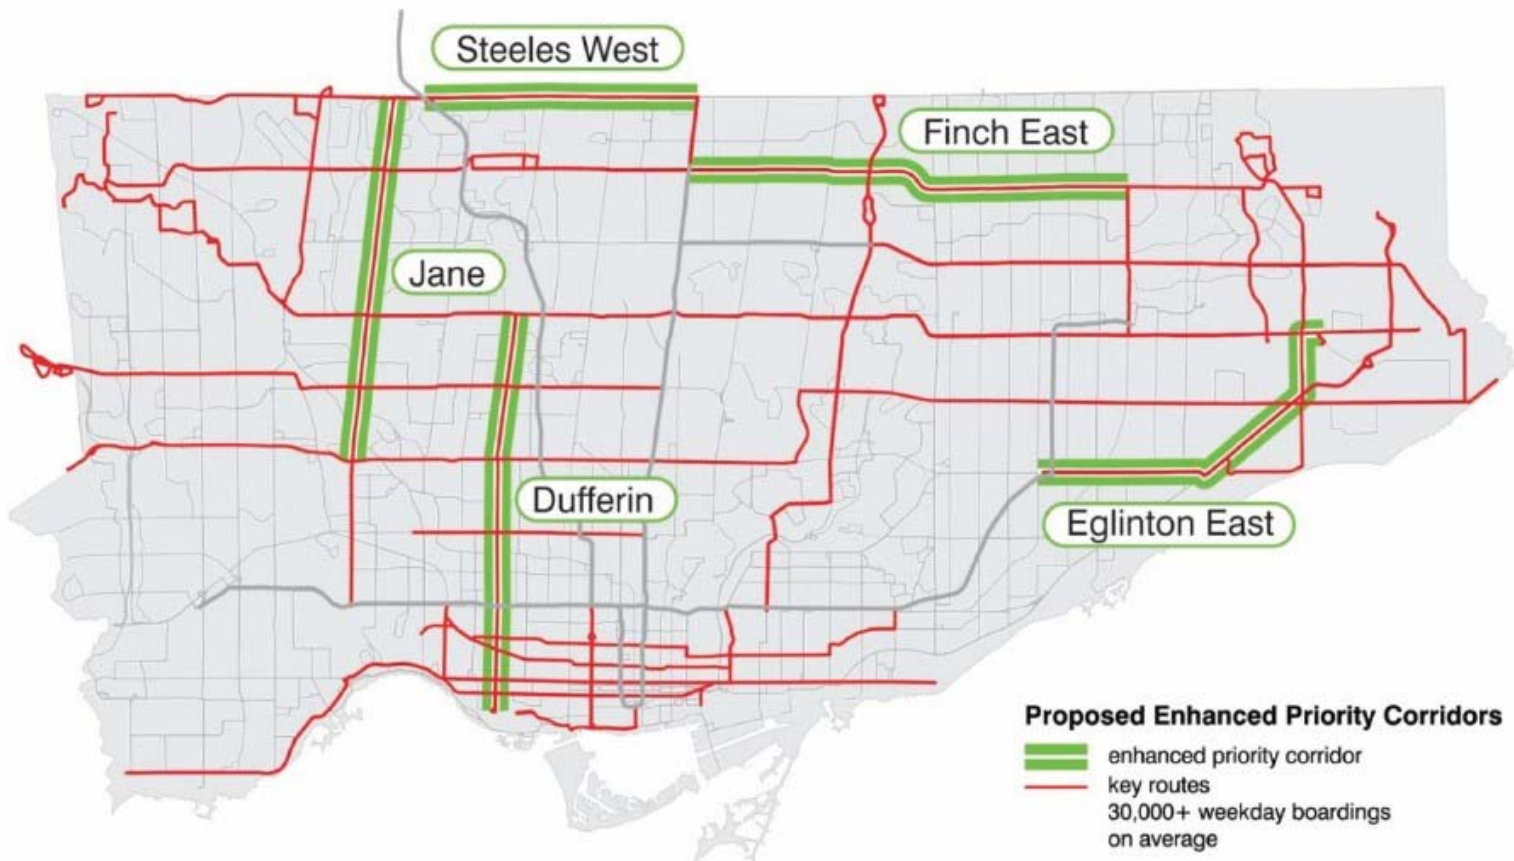 Steeles West
Finch East
Jane
Dufferin
Eglinton East
Proposed Enhanced Priority Corridors
enhanced priority corridor
key routes
30,000+ weekday boardings
on average